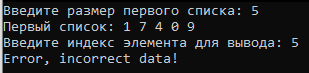 Введите размер первого списка: 5
Первый список: 1 7 4 0 9
Введите индекс элемента для вывода: 5
Error, incorrect data!